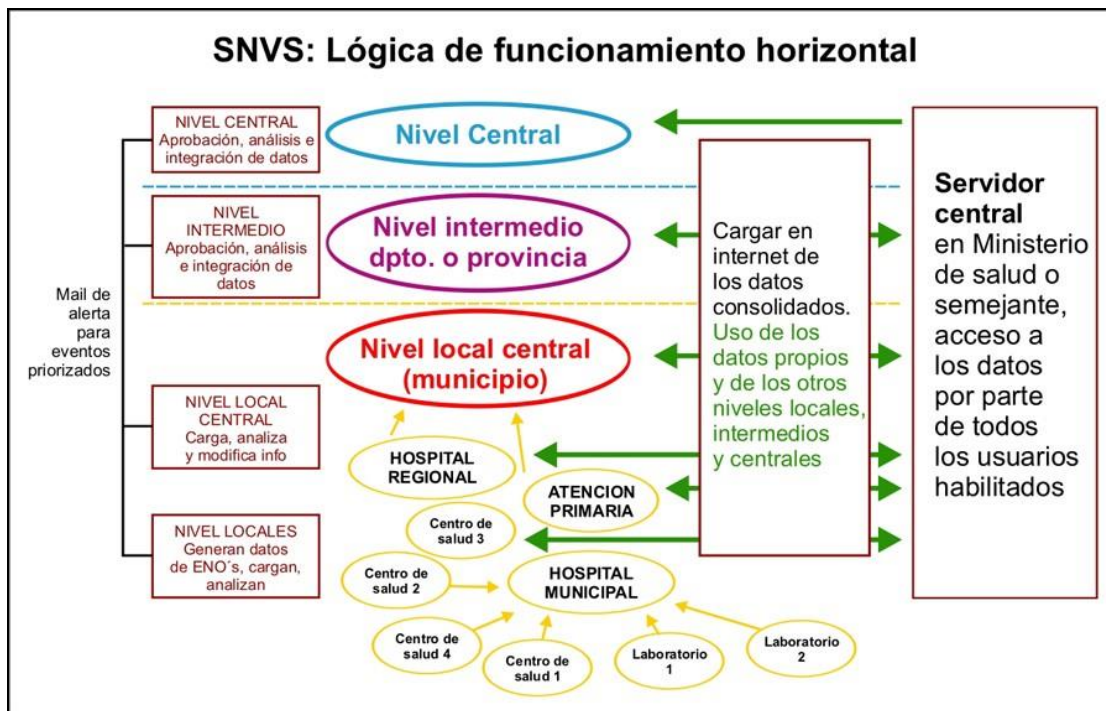 SNVS: Lógica de funcionamiento horizontal
NIVEL CENTRAL
Aprobación, análisis e
integración de datos
Nivel Central
NIVEL
INTERMEDIO
Aprobación, análisis
e integración de
datos
Nivel intermedio
dpto. o provincia
Mail de
alerta
para
eventos
priorizados
Nivel local central
(municipio)
NIVEL LOCAL
CENTRAL
Carga, analiza
y modifica info
HOSPITAL
REGIONAL
ATENCION
PRIMARIA
NIVEL LOCALES
Generan datos
de ENO´s, cargan,
analizan
Centro de
salud 3
Centro de
salud 2
HOSPITAL
MUNICIPAL
Centro de
salud 4
Centro de
salud 1
Laboratorio
1
Laboratorio
2
Cargar en
internet de
los datos
consolidados.
Uso de los
datos propios
y de los otros
niveles locales,
intermedios
y centrales
Servidor
central
en Ministerio
de salud o
semejante,
acceso a
los datos
por parte
de todos
los usuarios
habilitados